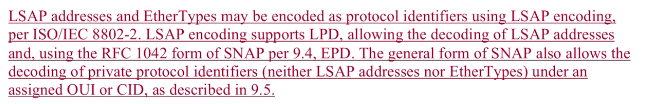 LSAP addresses and EtherTypes may be encoded as protocol identifiers using LSAP encoding,
per ISO/IEC 8802-2. LSAP encoding supports LPD, allowing the decoding of LSAP addresses
and, using the RFC 1042 form of SNAP per 9.4, EPD. The general form of SNAP also allows the
decoding of private protocol identifiers (neither LSAP addresses nor EtherTypes) under an
assigned OUI or CID, as described in 9.5.